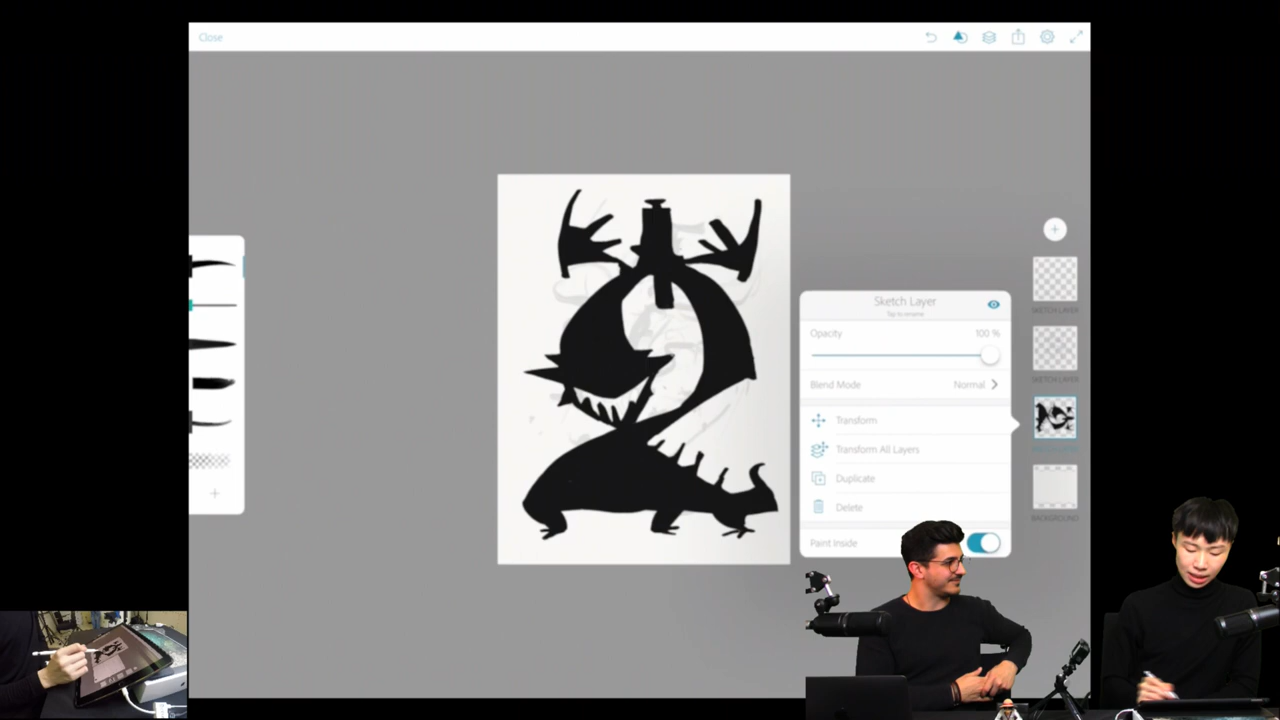 Close
Sketch Layer
Tap to rename
Opacity
100 %
Blend Mode
Normal
Transform
Transform All Layers
Duplicate
Delete
Paint Inside
SKETCH LAYER
SKETCH LAYER
BACKGROUND